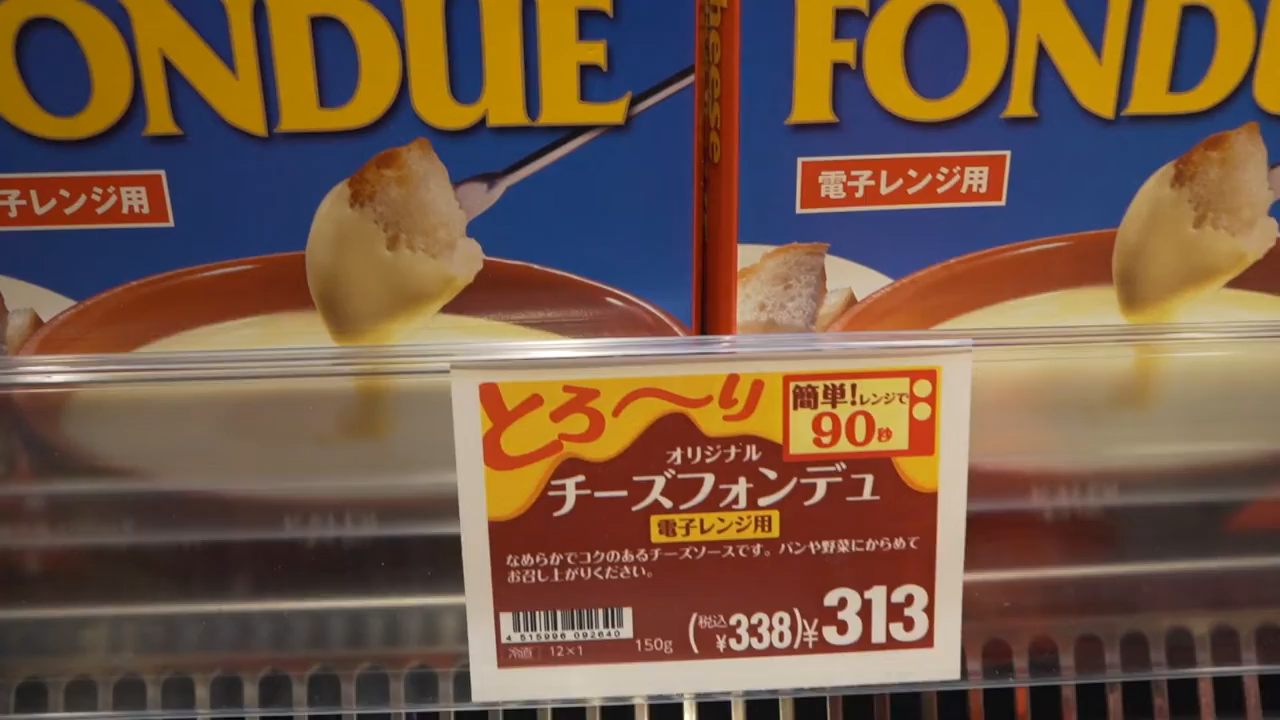 ONDUE
cheese
FONDU
子レンジ用
電子レンジ用
とろ～り
簡単!レンジで
90秒
オリジナル
チーズフォンデュ
電子レンジ用
なめらかでコクのあるチーズソースです。パンや野菜にからめて
お召し上がりください。
4 515996 092640
冷蔵 12×1 150g
(税込¥338)¥313